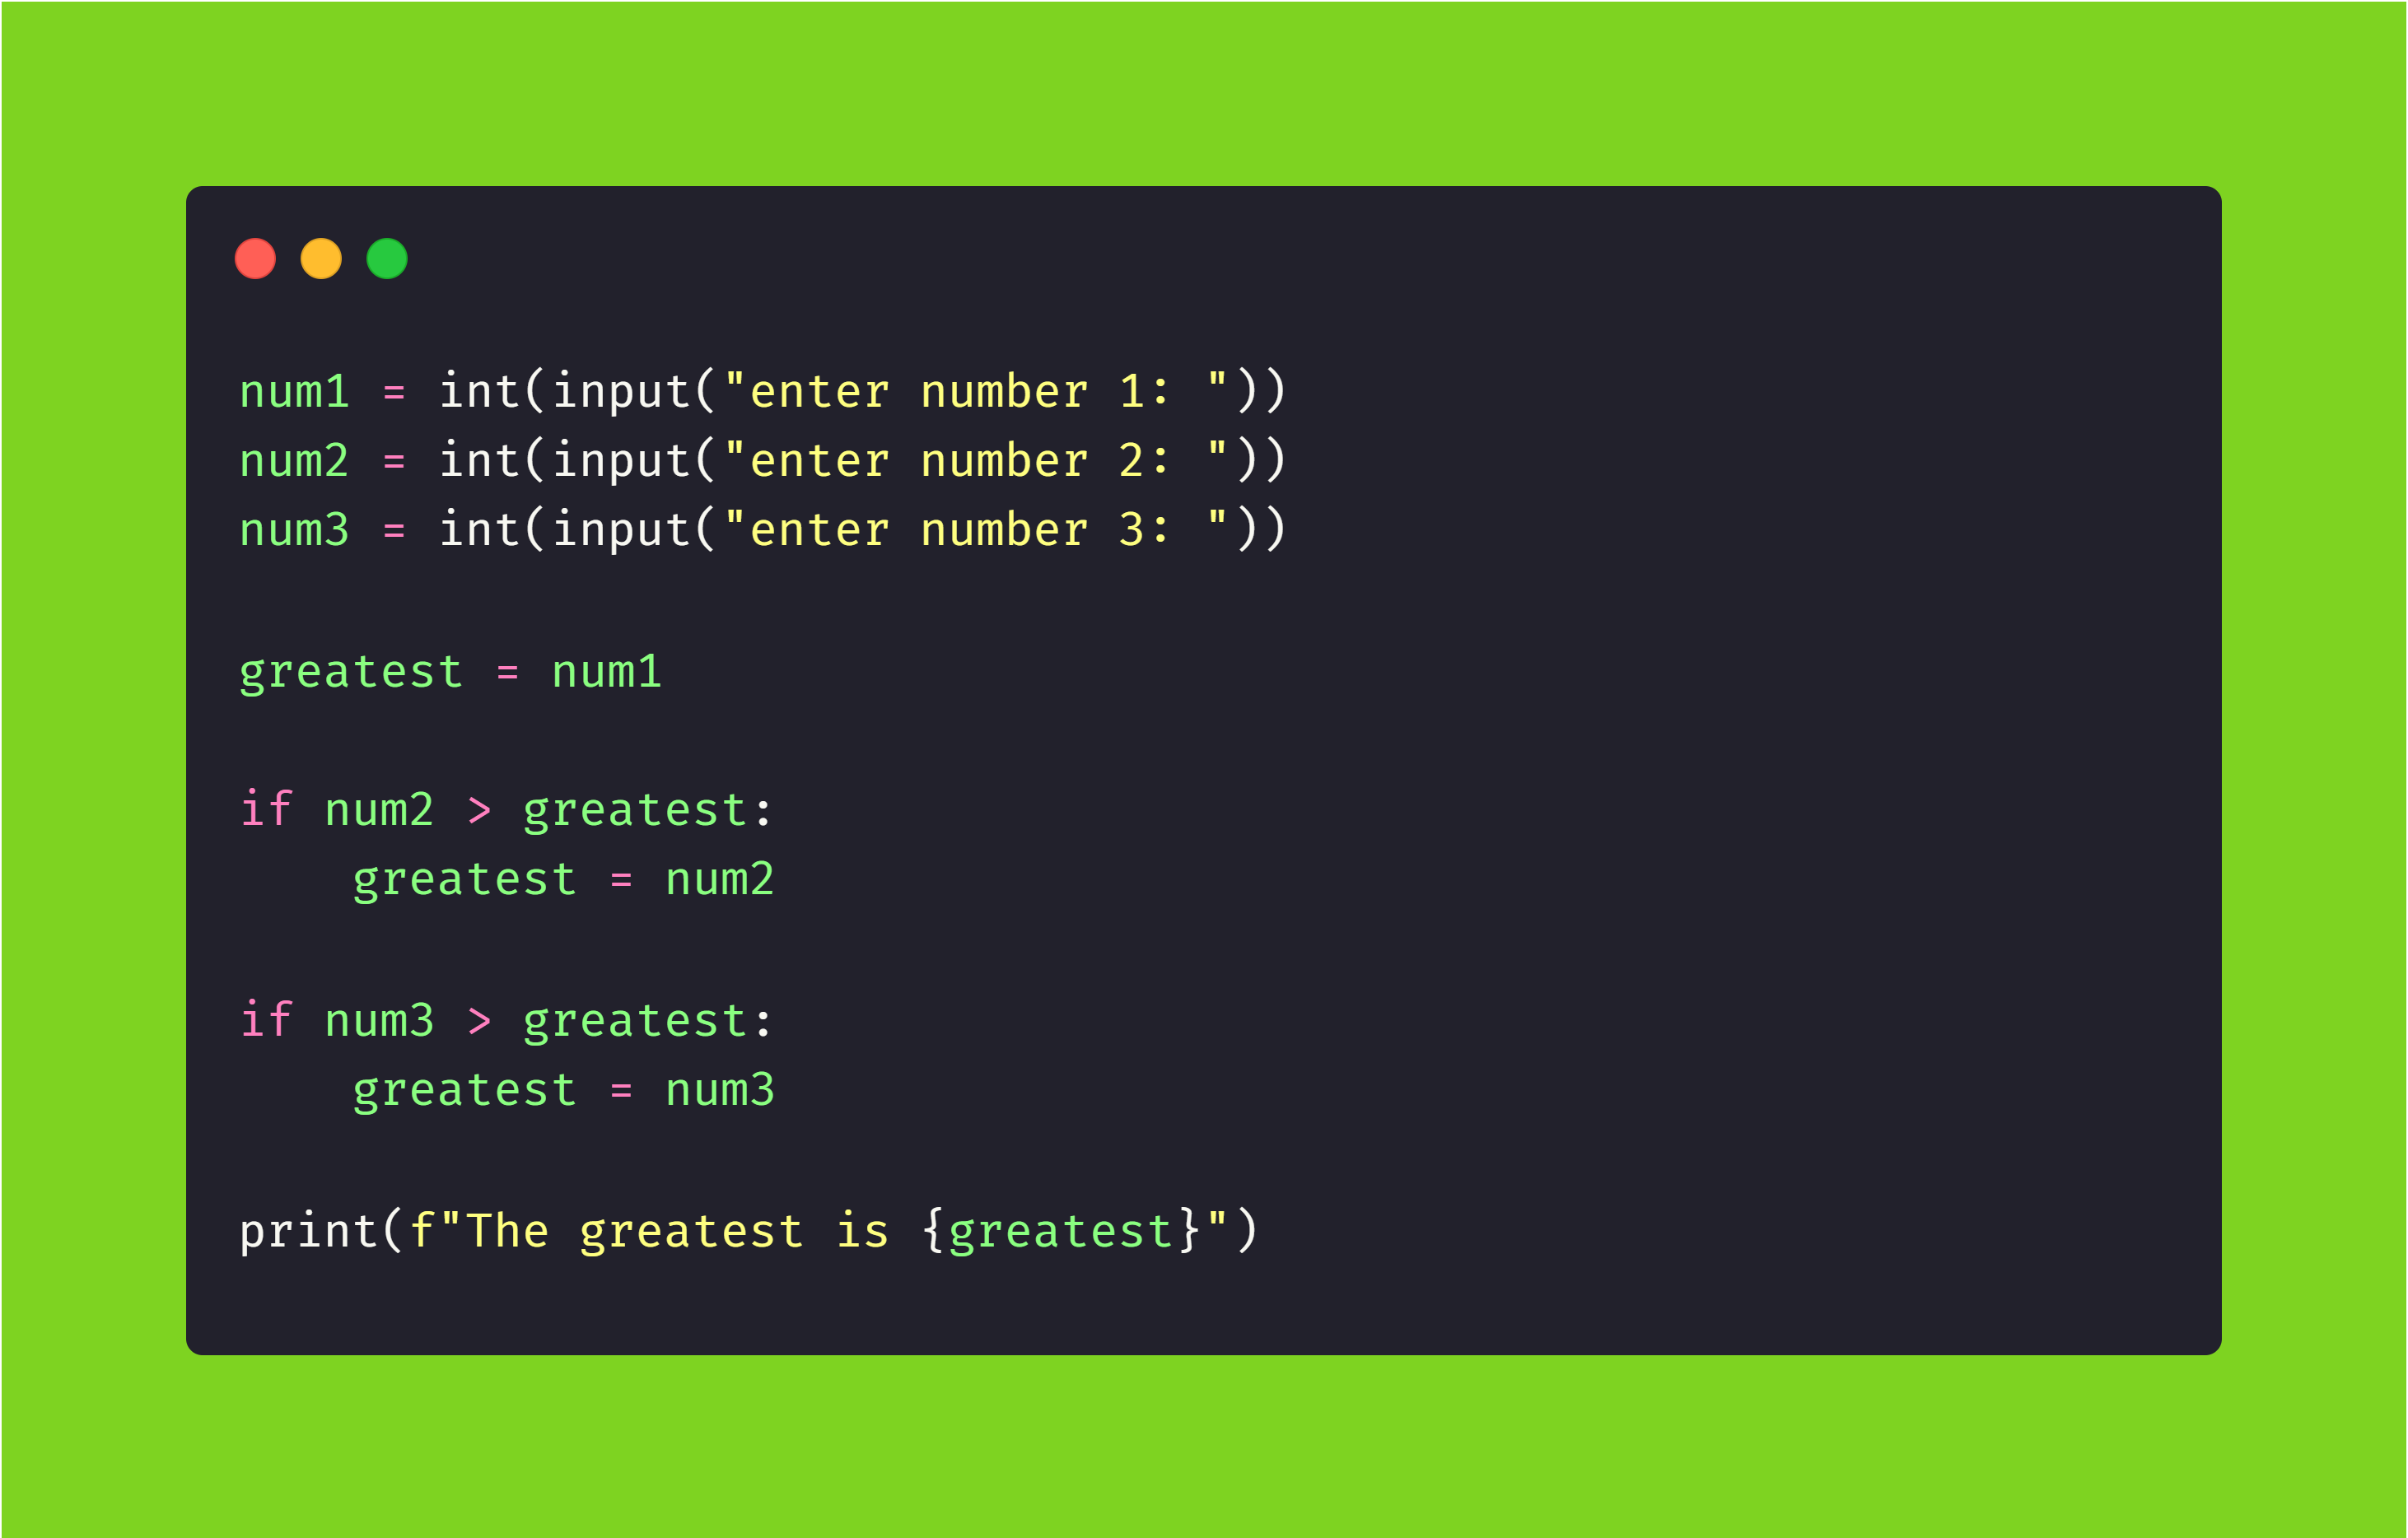 num1 = int(input("enter number 1: "))
num2 = int(input("enter number 2: "))
num3 = int(input("enter number 3: "))
greatest = num1
if num2 > greatest:
    greatest = num2
if num3 > greatest:
    greatest = num3
print(f"The greatest is {greatest}")